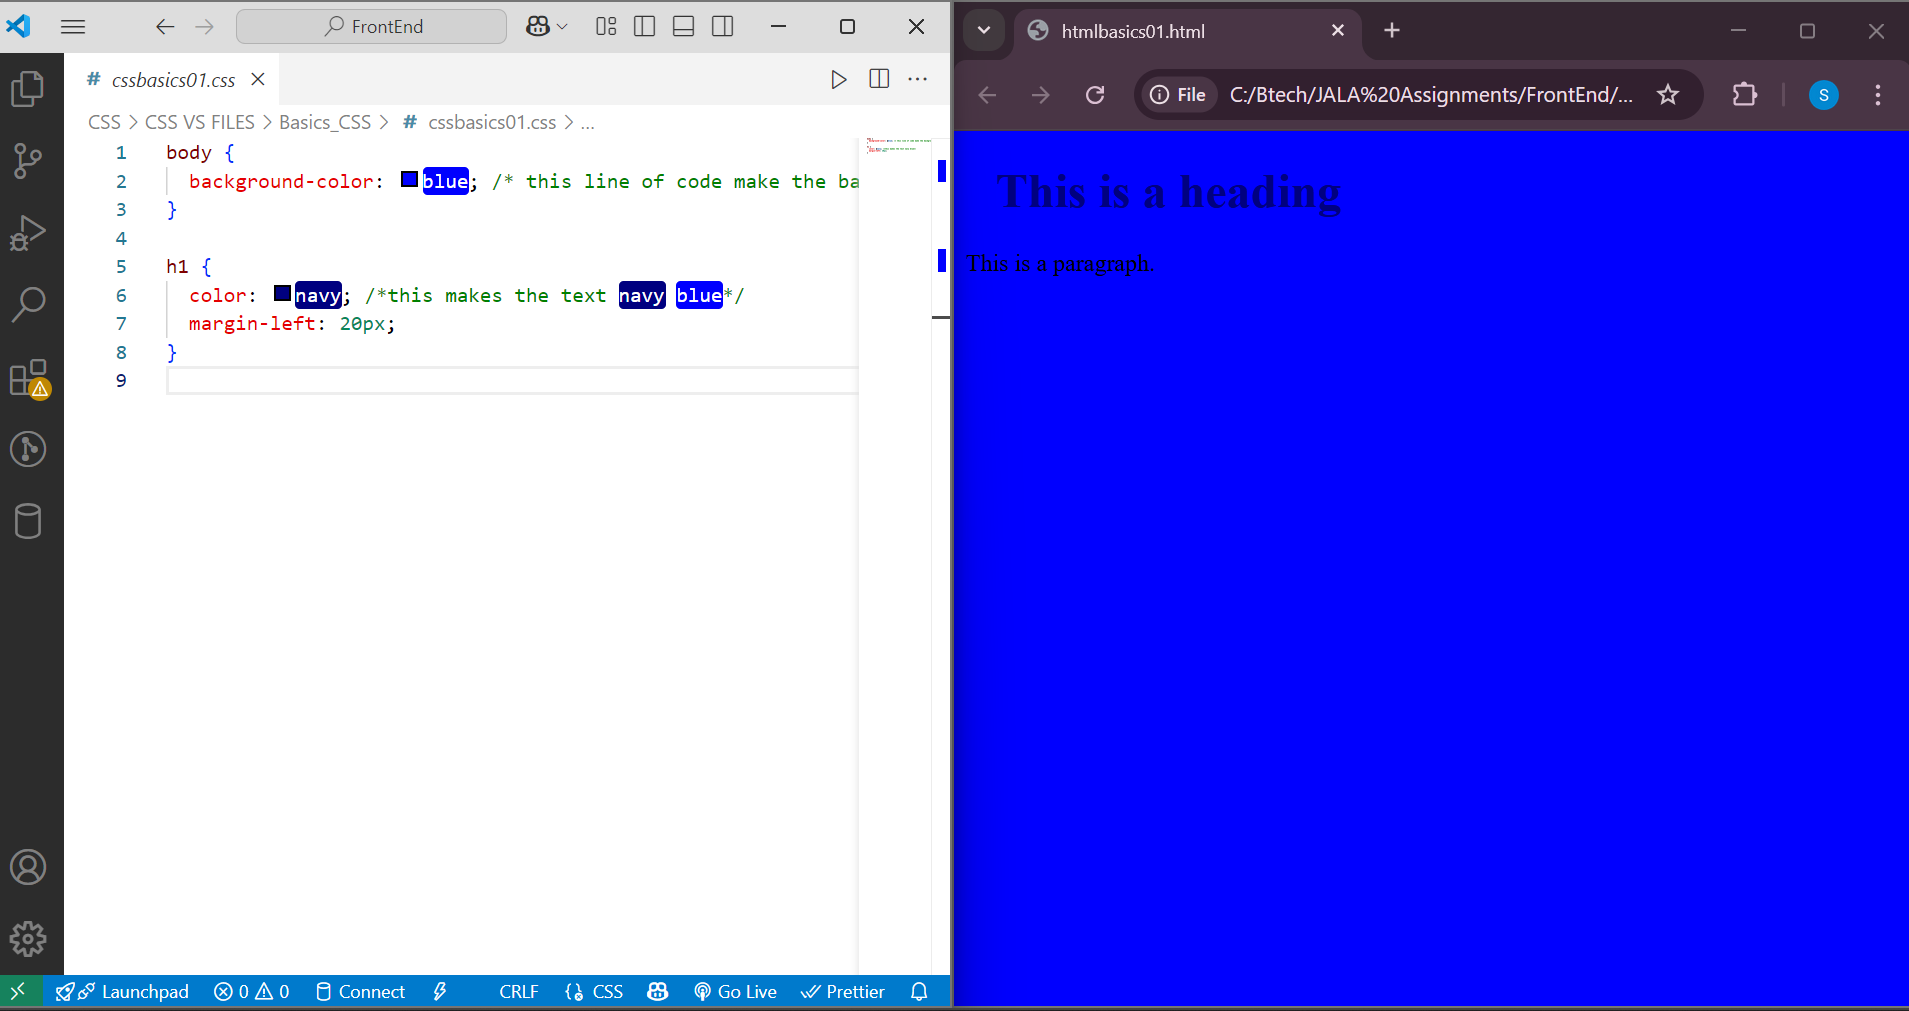 FrontEnd
# cssbasics01.css
CSS > CSS VS FILES > Basics_CSS > # cssbasics01.css > ...
1 body {
2 background-color: blue; /* this line of code make the ba
3 }
4
5 h1 {
6 color: navy; /*this makes the text navy blue*/
7 margin-left: 20px;
8 }
9
Launchpad 0 0 Connect CRLF CSS Go Live Prettier
htmlbasics01.html
File C:/Btech/JALA%20Assignments/FrontEnd/... S
This is a heading
This is a paragraph.